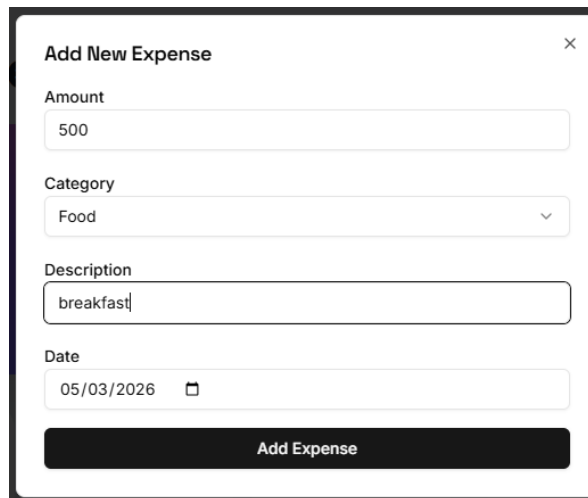 Add New Expense
Amount
500
Category
Food
Description
breakfast
Date
05/03/2026
Add Expense